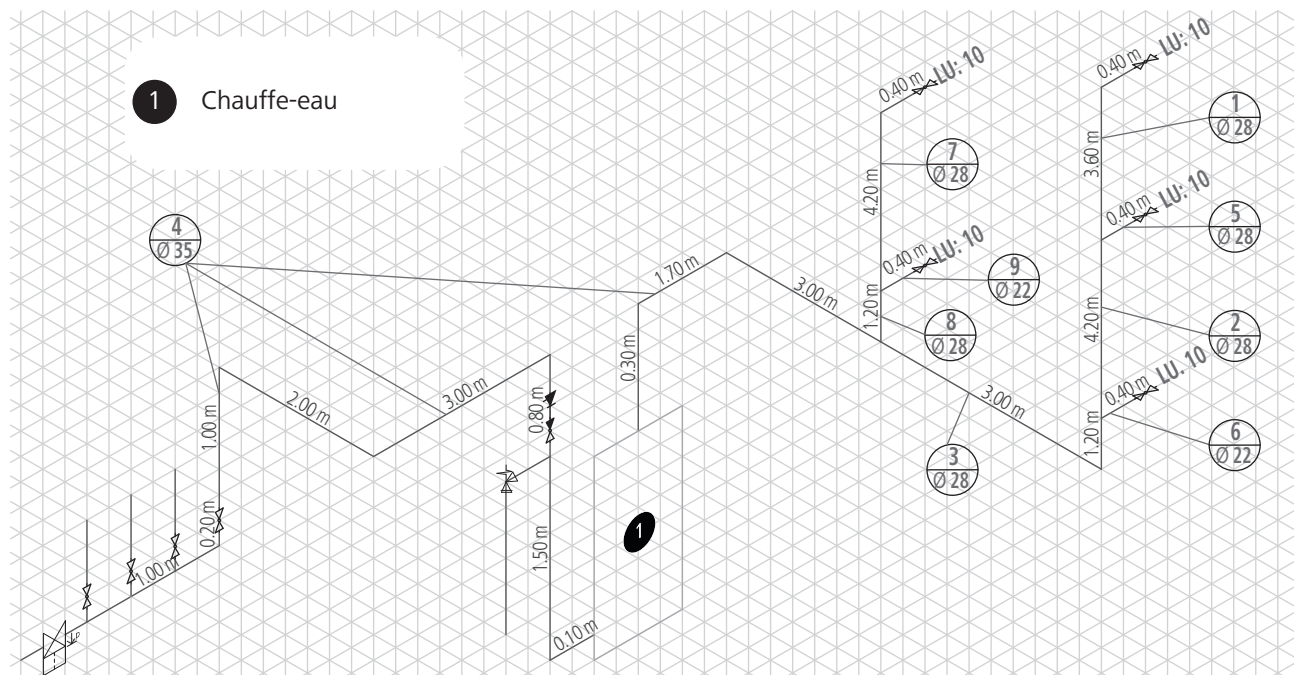 1 Chauffe-eau
0.40 m LU: 10
0.40 m LU: 10
1
Ø 28
3.60 m
7
Ø 28
4.20 m
0.40 m LU: 10
5
Ø 28
4
Ø 35
0.40 m LU: 10
9
Ø 22
1.70 m
3.00 m
1.20 m
8
Ø 28
4.20 m
2
Ø 28
0.30 m
0.40 m LU. 10
2.00 m
3.00 m
0.80 m
3.00 m
1.00 m
1.20 m
6
Ø 22
3
Ø 28
0.20 m
1.50 m
1
1.00 m
0.10 m